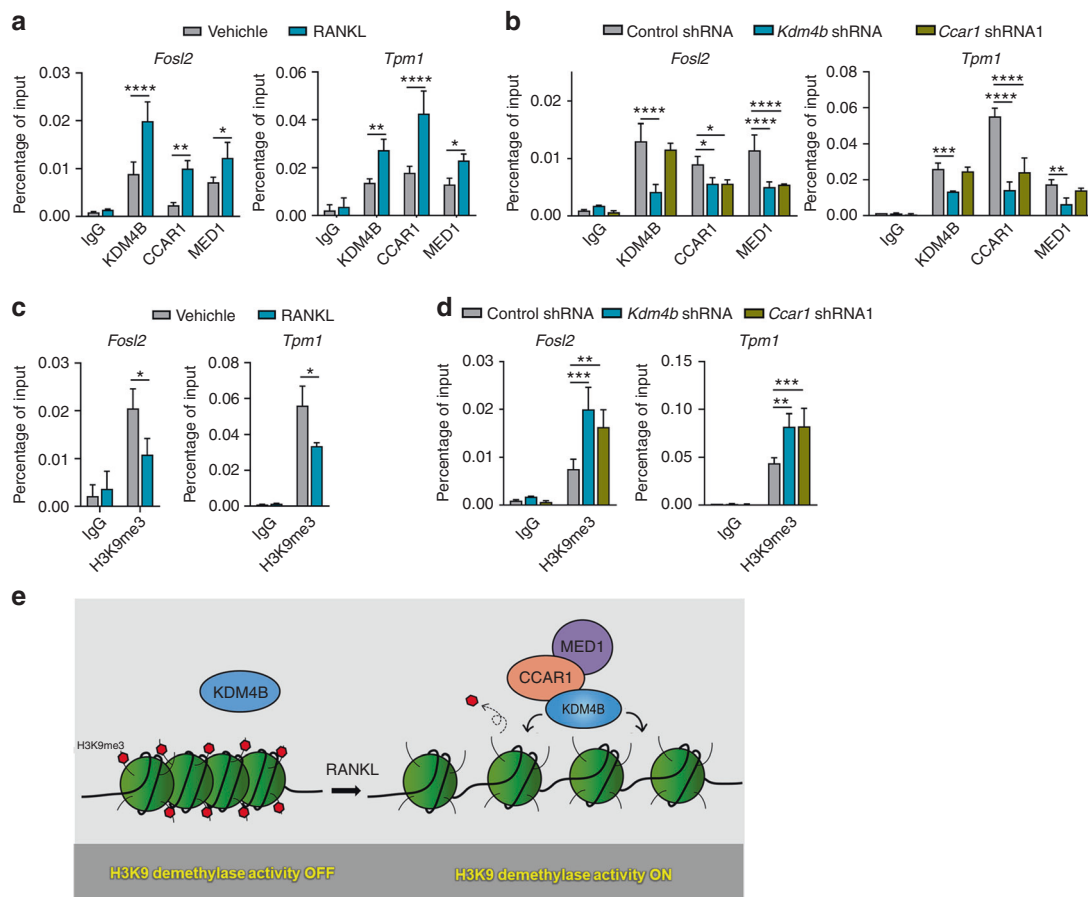 a
Vehichle RANKL
Fosl2
Percentage of input
0.03
0.02
0.01
0.00
****
**
*
IgG
KDM4B
CCAR1
MED1
Tpm1
Percentage of input
0.06
0.04
0.02
0.00
**
****
*
IgG
KDM4B
CCAR1
MED1
b
Control shRNA Kdm4b shRNA Ccar1 shRNA1
Fosl2
Percentage of input
0.02
0.01
0.00
****
*
*
****
****
IgG
KDM4B
CCAR1
MED1
Tpm1
Percentage of input
0.08
0.06
0.04
0.02
0.00
***
****
****
**
IgG
KDM4B
CCAR1
MED1
c
Vehichle RANKL
Fosl2
Percentage of input
0.03
0.02
0.01
0.00
*
IgG
H3K9me3
Tpm1
Percentage of input
0.08
0.06
0.04
0.02
0.00
*
IgG
H3K9me3
d
Control shRNA Kdm4b shRNA Ccar1 shRNA1
Fosl2
Percentage of input
0.03
0.02
0.01
0.00
**
***
IgG
H3K9me3
Tpm1
Percentage of input
0.15
0.10
0.05
0.00
***
**
IgG
H3K9me3
e
KDM4B
H3K9me3
RANKL
MED1
CCAR1
KDM4B
H3K9 demethylase activity OFF
H3K9 demethylase activity ON